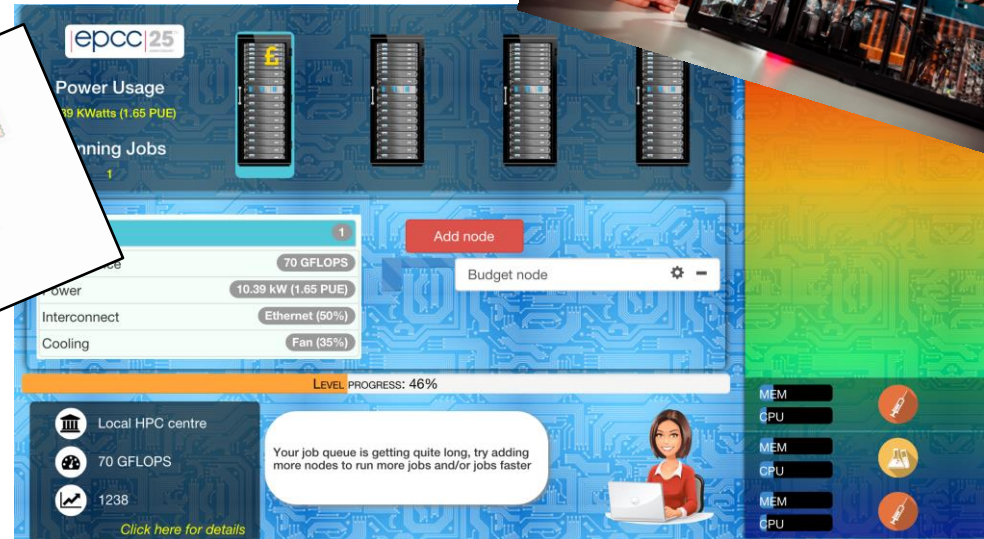 |epcc|25
£
Power Usage
39 KWatts (1.65 PUE)
Jobs
1
1
70 GFLOPS
Power
10.39 kW (1.65 PUE)
Interconnect
Ethernet (50%)
Cooling
Fan (35%)
Add node
Budget node
LEVEL PROGRESS: 46%
Local HPC centre
70 GFLOPS
1238
Click here for details
Your job queue is getting quite long, try adding
more nodes to run more jobs and/or jobs faster
MEM
CPU
MEM
CPU
MEM
CPU